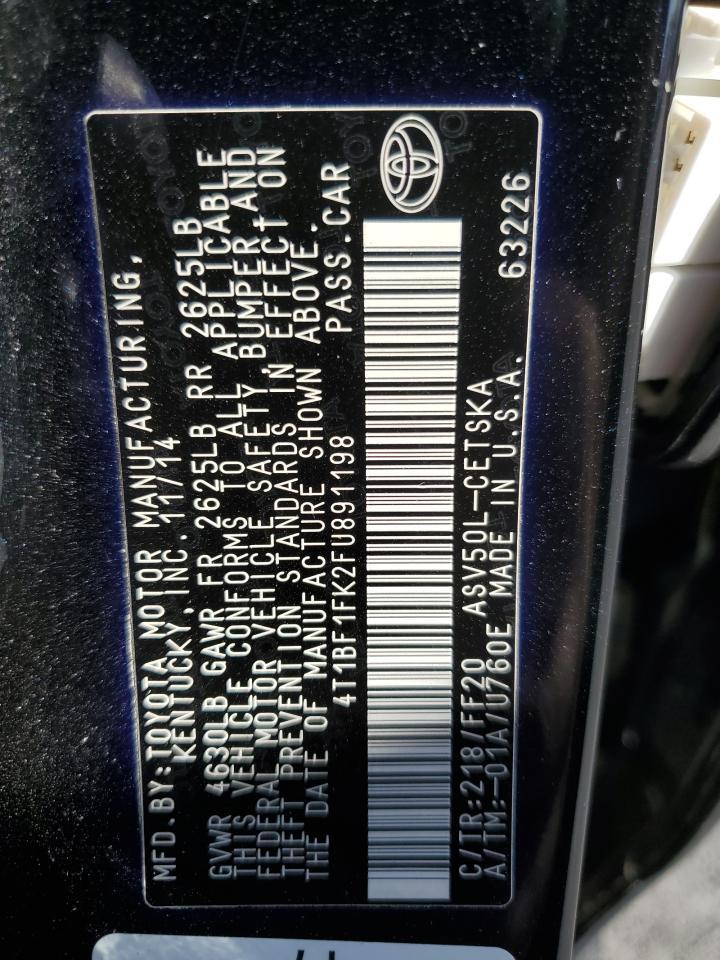 MFD.BY:TOYOTA MOTOR MANUFACTURING,
KENTUCKY,INC.11/14
GVWR 4630LB GAWR FR 2625LB RR 2625LB
THIS VEHICLE CONFORMS TO ALL APPLICABLE
FEDERAL MOTOR VEHICLE SAFETY,BUMPER AND
THEFT PREVENTION STANDARDS IN EFFECT ON
THE DATE OF MANUFACTURE SHOWN ABOVE.
4T1BF1FK2FU891198 PASS.CAR
C/TR:218/FF20 ASV50L-CETSKA 63226
A/TM:-01A/U760E MADE IN U.S.A.